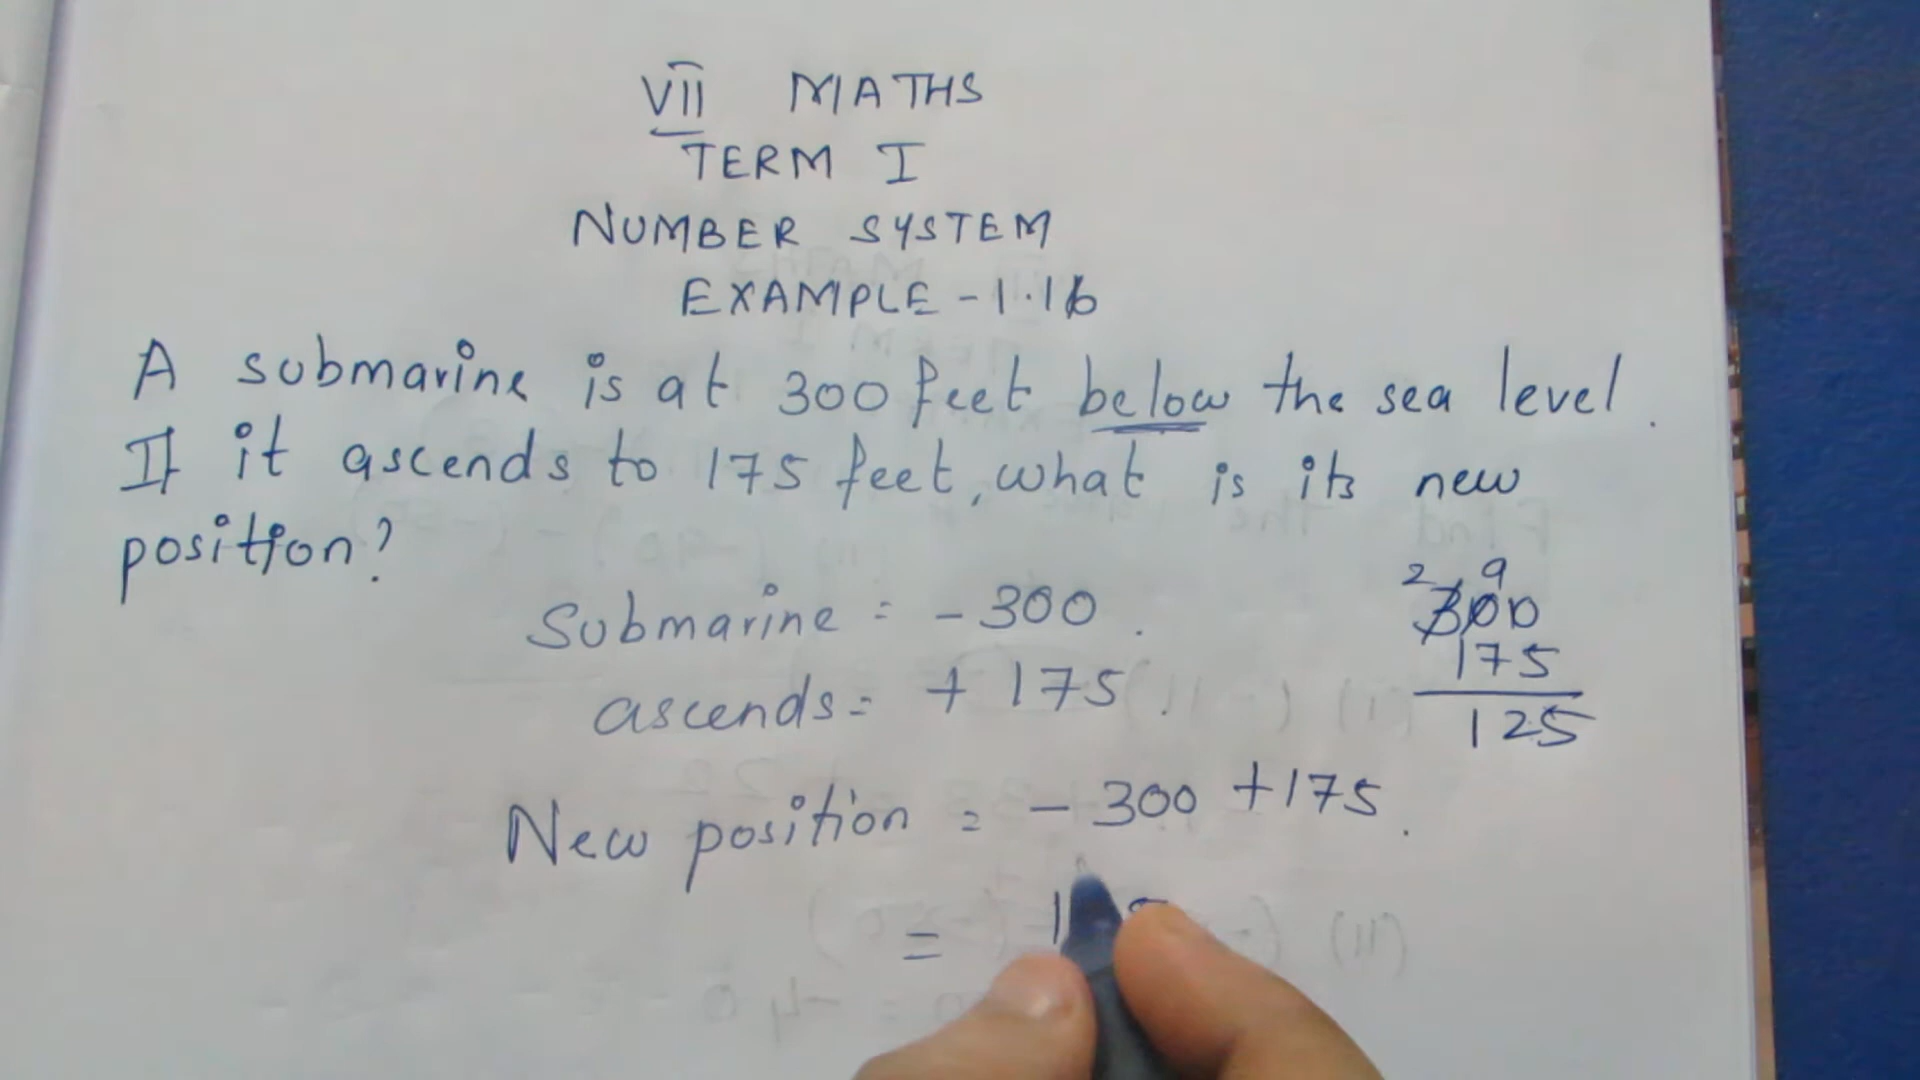 VII MATHS
TERM I
NUMBER SYSTEM
EXAMPLE - 1.16
A submarine is at 300 feet below the sea level.
If it ascends to 175 feet, what is its new
position?
Submarine = - 300.
ascends = + 175.
New position = - 300 + 175.
=
2 9
300
175
125